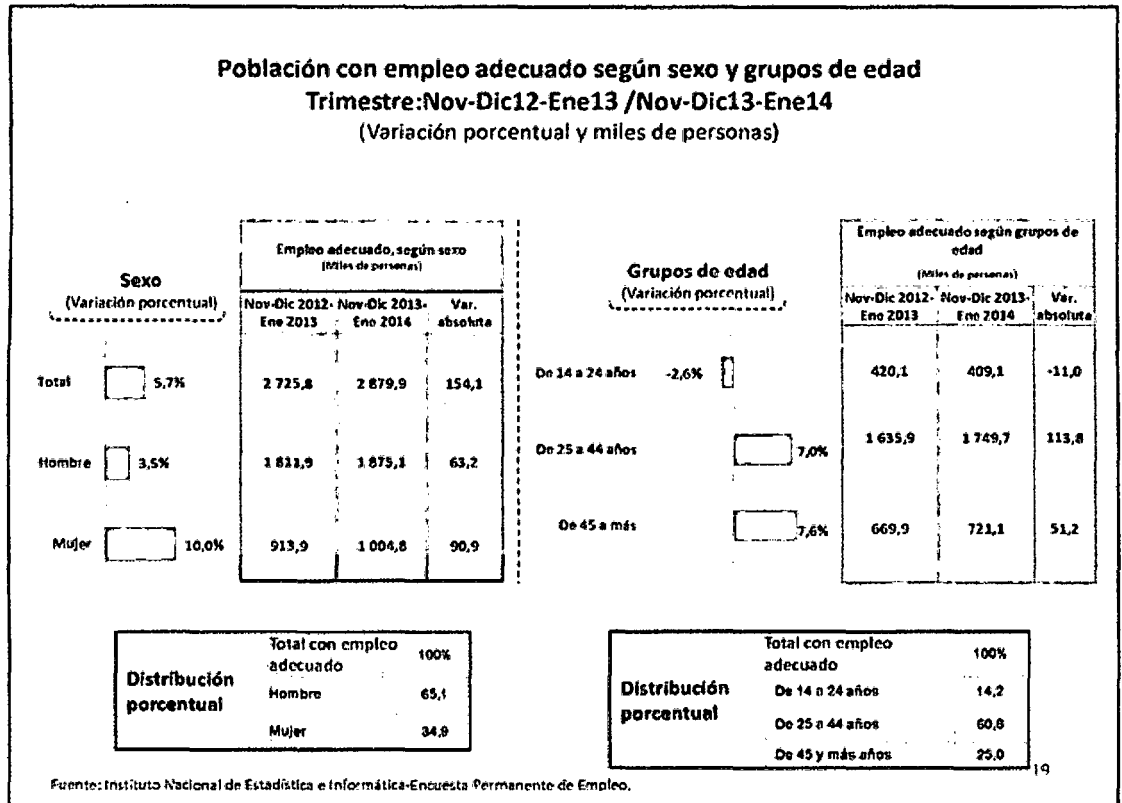 Población con empleo adecuado según sexo y grupos de edad
Trimestre:Nov-Dic12-Ene13 /Nov-Dic13-Ene14
(Variación porcentual y miles de personas)
Sexo
(Variación porcentual)
Empleo adecuado, según sexo
(Miles de personas)
Nov-Dic 2012- Nov-Dic 2013- Var.
Ene 2013 Ene 2014 absoluta
Total 5,7% 2 725,8 2 879,9 154,1
Hombre 3,5% 1 811,9 1 875,1 63,2
Mujer 10,0% 913,9 1 004,8 90,9
Grupos de edad
(Variación porcentual)
Empleo adecuado según grupos de
edad
(Miles de personas)
Nov-Dic 2012- Nov-Dic 2013- Var.
Ene 2013 Ene 2014 absoluta
De 14 a 24 años -2,6% 420,1 409,1 -11,0
De 25 a 44 años 7,0% 1 635,9 1 749,7 113,8
De 45 a más 7,6% 669,9 721,1 51,2
Distribución
porcentual
Total con empleo
adecuado 100%
Hombre 65,1
Mujer 34,9
Distribución
porcentual
Total con empleo
adecuado 100%
De 14 a 24 años 14,2
De 25 a 44 años 60,8
De 45 y más años 25,0
19
Fuente: Instituto Nacional de Estadística e Informática-Encuesta Permanente de Empleo.